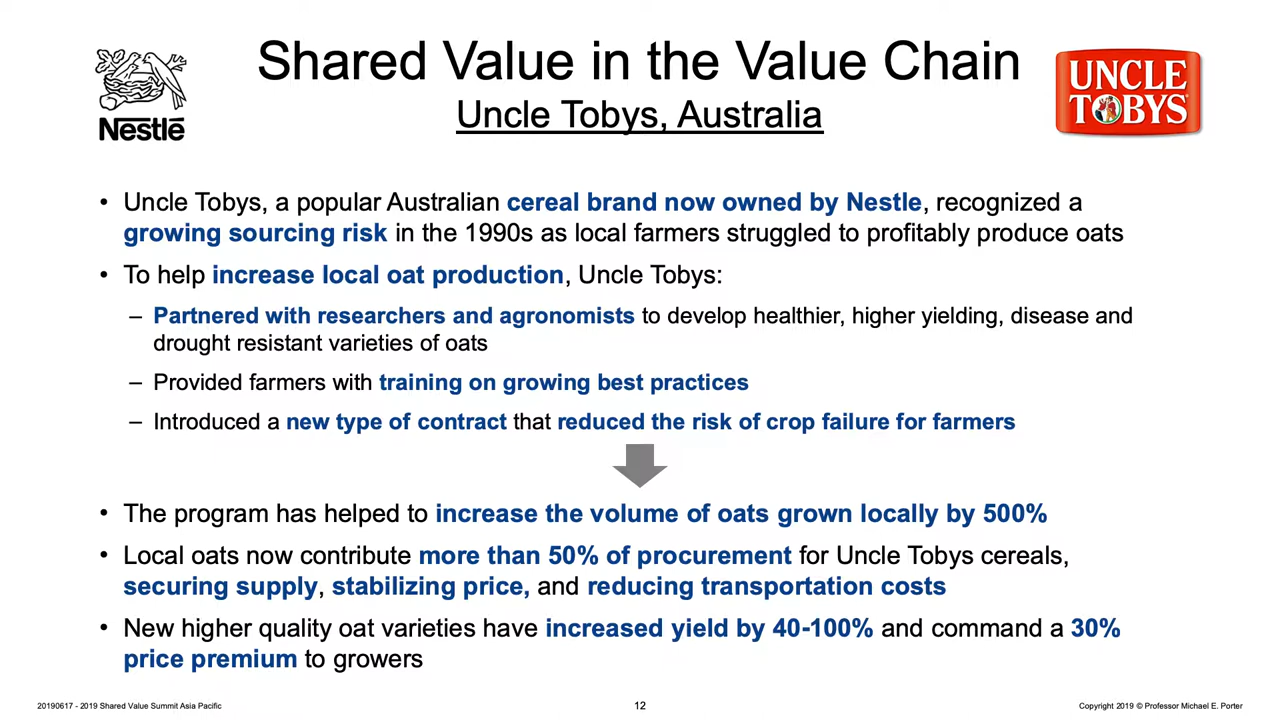 Nestlé
Shared Value in the Value Chain
Uncle Tobys, Australia
UNCLE
TOBYS
• Uncle Tobys, a popular Australian cereal brand now owned by Nestle, recognized a
growing sourcing risk in the 1990s as local farmers struggled to profitably produce oats
• To help increase local oat production, Uncle Tobys:
– Partnered with researchers and agronomists to develop healthier, higher yielding, disease and
drought resistant varieties of oats
– Provided farmers with training on growing best practices
– Introduced a new type of contract that reduced the risk of crop failure for farmers
• The program has helped to increase the volume of oats grown locally by 500%
• Local oats now contribute more than 50% of procurement for Uncle Tobys cereals,
securing supply, stabilizing price, and reducing transportation costs
• New higher quality oat varieties have increased yield by 40-100% and command a 30%
price premium to growers
20190617 - 2019 Shared Value Summit Asia Pacific
12
Copyright 2019 © Professor Michael E. Porter